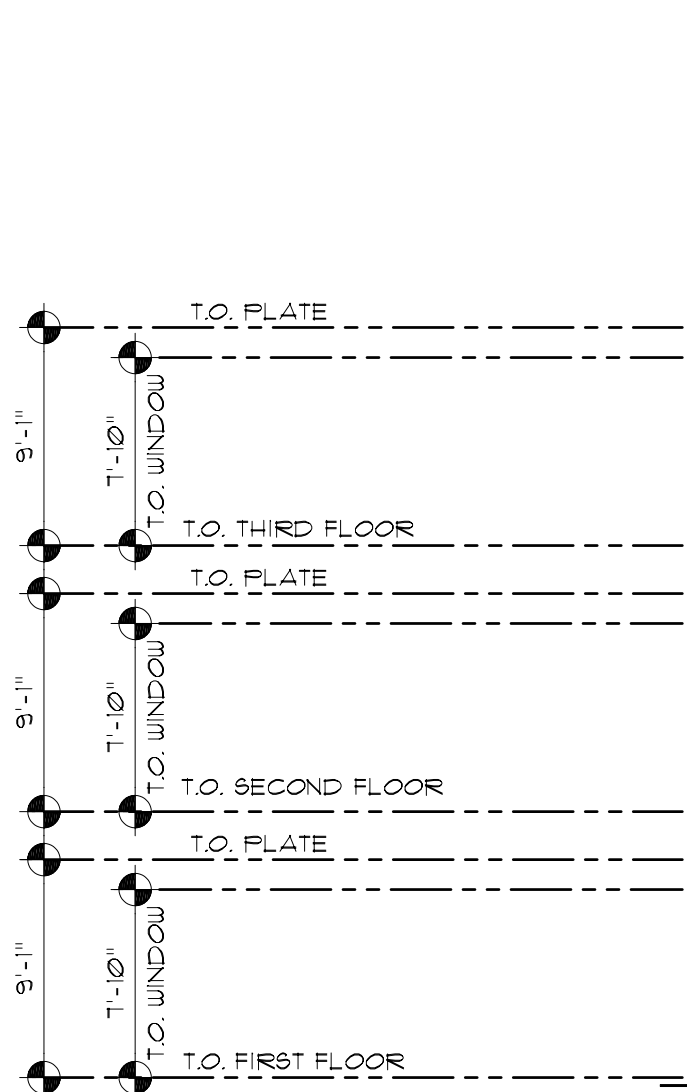 T.O. PLATE
9'-1"
7'-10"
T.O. WINDOW
T.O. THIRD FLOOR
T.O. PLATE
9'-1"
7'-10"
T.O. WINDOW
T.O. SECOND FLOOR
T.O. PLATE
9'-1"
7'-10"
T.O. WINDOW
T.O. FIRST FLOOR